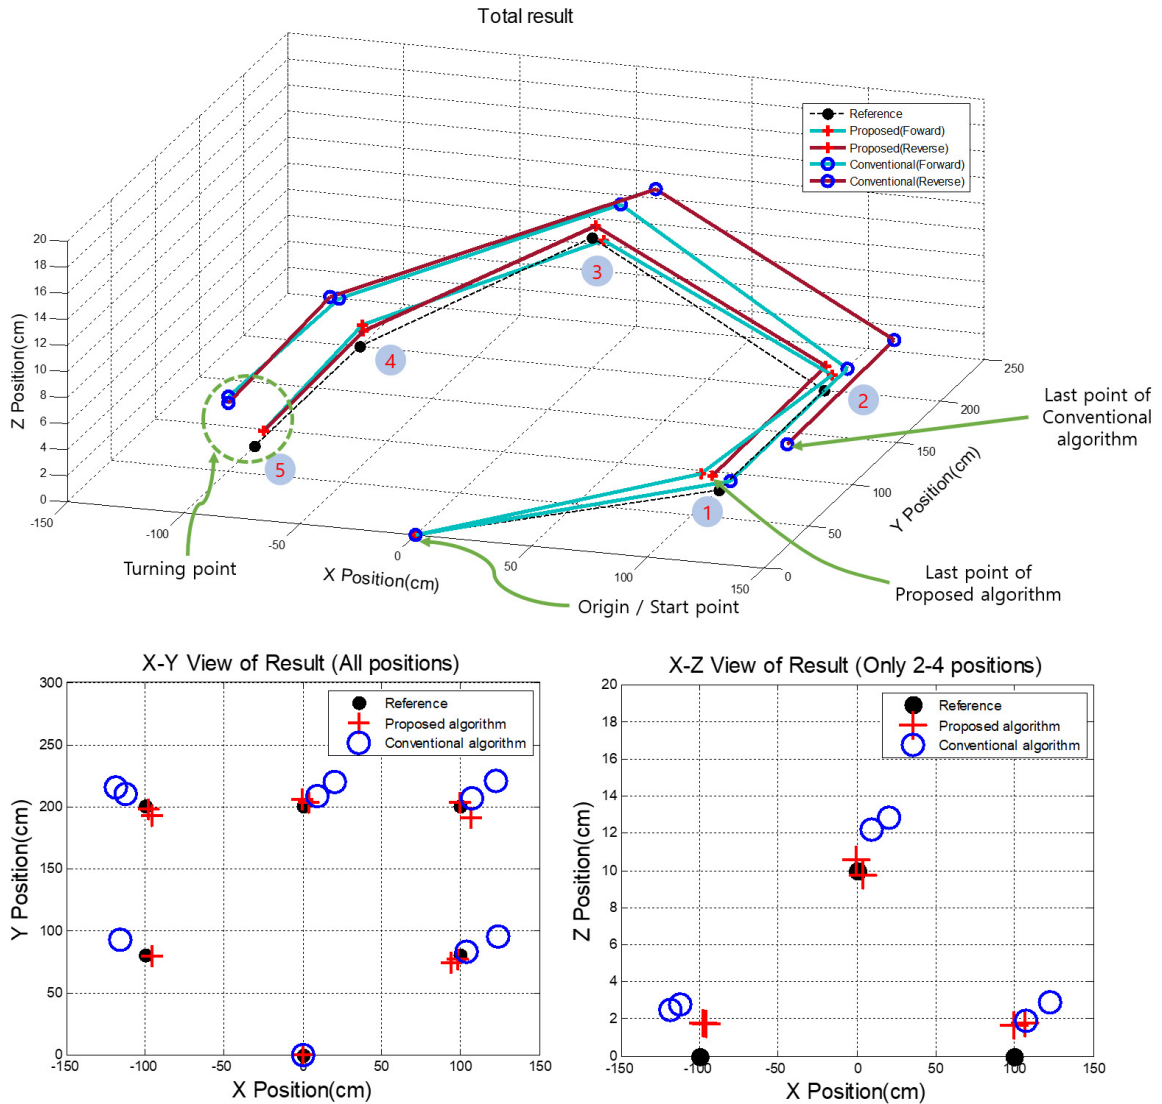 Total result
Reference
Proposed(Foward)
Proposed(Reverse)
Conventional(Forward)
Conventional(Reverse)
Z Position(cm)
20
18
16
14
12
10
8
6
4
2
0
-150
-100
-50
0
50
100
150
X Position(cm)
0
50
100
150
200
250
Y Position(cm)
1
2
3
4
5
Last point of
Conventional
algorithm
Turning point
Origin / Start point
Last point of
Proposed algorithm
X-Y View of Result (All positions)
Reference
Proposed algorithm
Conventional algorithm
Y Position(cm)
300
250
200
150
100
50
0
-150
-100
-50
0
50
100
150
X Position(cm)
X-Z View of Result (Only 2-4 positions)
Reference
Proposed algorithm
Conventional algorithm
Z Position(cm)
20
18
16
14
12
10
8
6
4
2
0
-150
-100
-50
0
50
100
150
X Position(cm)